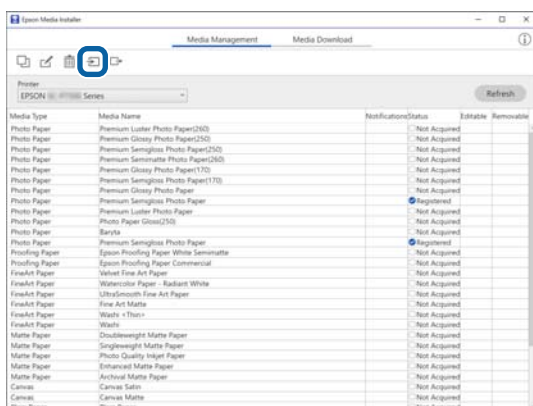 Epson Media Installer
Media Management Media Download
Printer
EPSON Series
Refresh
Media Type Media Name Notifications Status Editable Removable
Photo Paper Premium Luster Photo Paper(260) Not Acquired
Photo Paper Premium Glossy Photo Paper(250) Not Acquired
Photo Paper Premium Semigloss Photo Paper(250) Not Acquired
Photo Paper Premium Semimatte Photo Paper(260) Not Acquired
Photo Paper Premium Glossy Photo Paper(170) Not Acquired
Photo Paper Premium Semigloss Photo Paper(170) Not Acquired
Photo Paper Premium Glossy Photo Paper Not Acquired
Photo Paper Premium Semigloss Photo Paper Registered
Photo Paper Premium Luster Photo Paper Not Acquired
Photo Paper Photo Paper Gloss(250) Not Acquired
Photo Paper Baryta Not Acquired
Photo Paper Premium Semigloss Photo Paper Registered
Proofing Paper Epson Proofing Paper White Semimatte Not Acquired
Proofing Paper Epson Proofing Paper Commercial Not Acquired
FineArt Paper Velvet Fine Art Paper Not Acquired
FineArt Paper Watercolor Paper - Radiant White Not Acquired
FineArt Paper UltraSmooth Fine Art Paper Not Acquired
FineArt Paper Fine Art Matte Not Acquired
FineArt Paper Washi <Thin> Not Acquired
FineArt Paper Washi Not Acquired
Matte Paper Doubleweight Matte Paper Not Acquired
Matte Paper Singleweight Matte Paper Not Acquired
Matte Paper Photo Quality Inkjet Paper Not Acquired
Matte Paper Enhanced Matte Paper Not Acquired
Matte Paper Archival Matte Paper Not Acquired
Canvas Canvas Satin Not Acquired
Canvas Canvas Matte Not Acquired